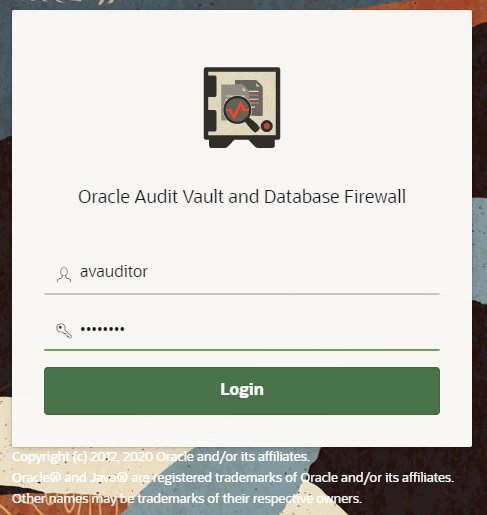 Oracle Audit Vault and Database Firewall
avauditor
••••••••
Login
Copyright (c) 2012, 2020 Oracle and/or its affiliates.
Oracle® and Java® are registered trademarks of Oracle and/or its affiliates.
Other names may be trademarks of their respective owners.